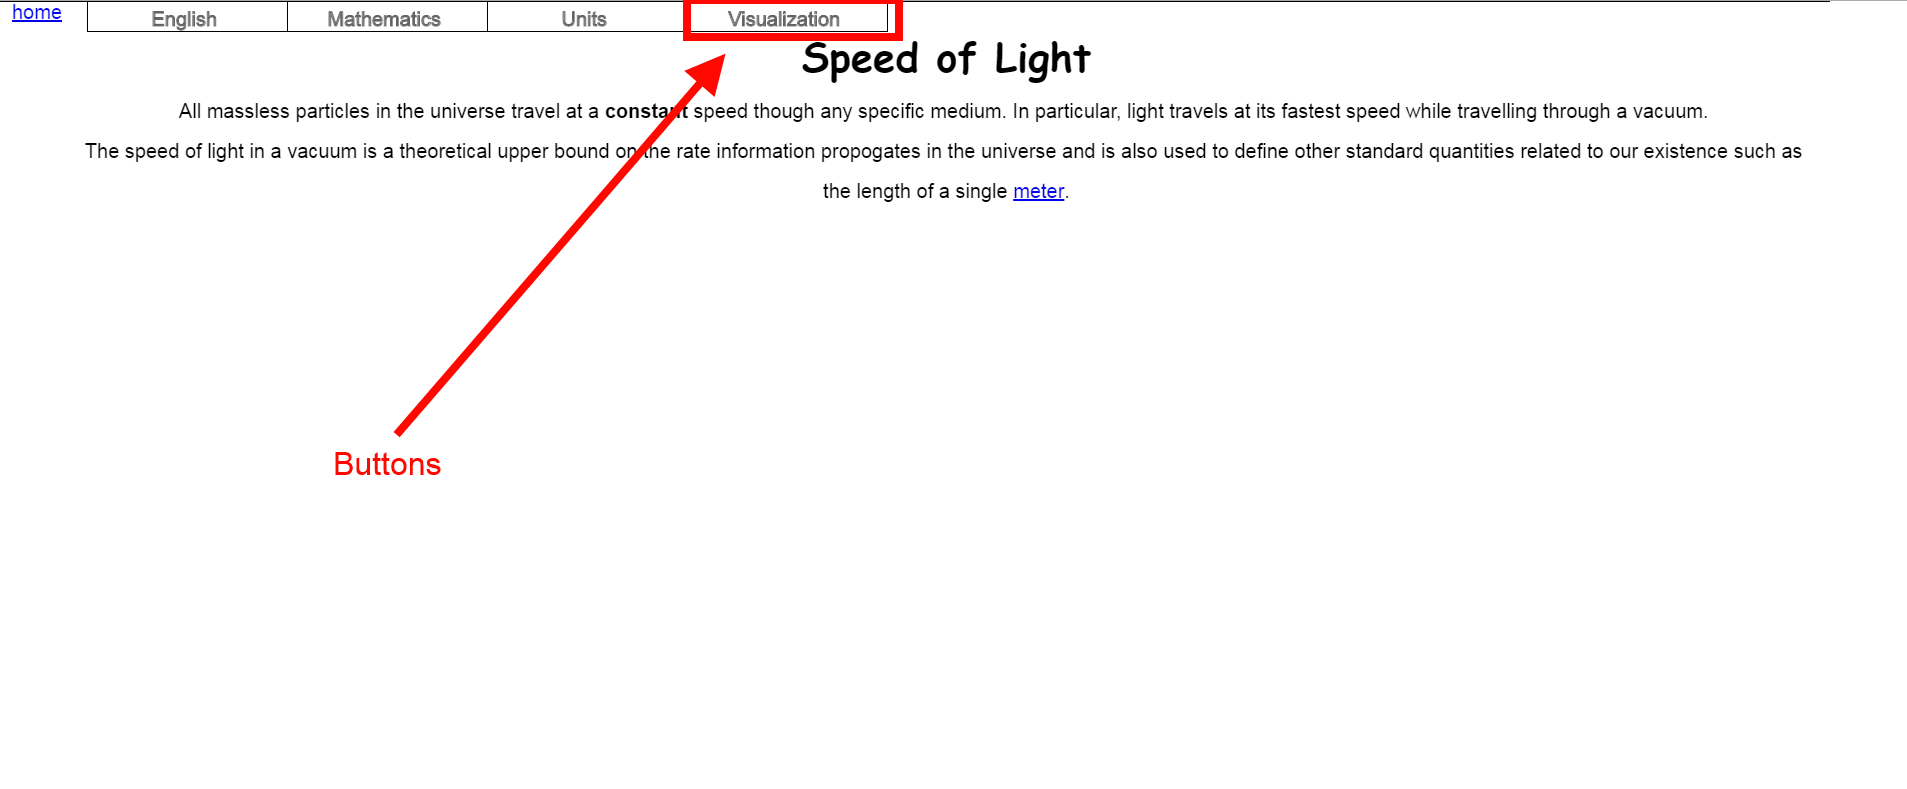 home English Mathematics Units Visualization
Speed of Light
All massless particles in the universe travel at a constant speed though any specific medium. In particular, light travels at its fastest speed while travelling through a vacuum.
The speed of light in a vacuum is a theoretical upper bound on the rate information propogates in the universe and is also used to define other standard quantities related to our existence such as
the length of a single meter.
Buttons